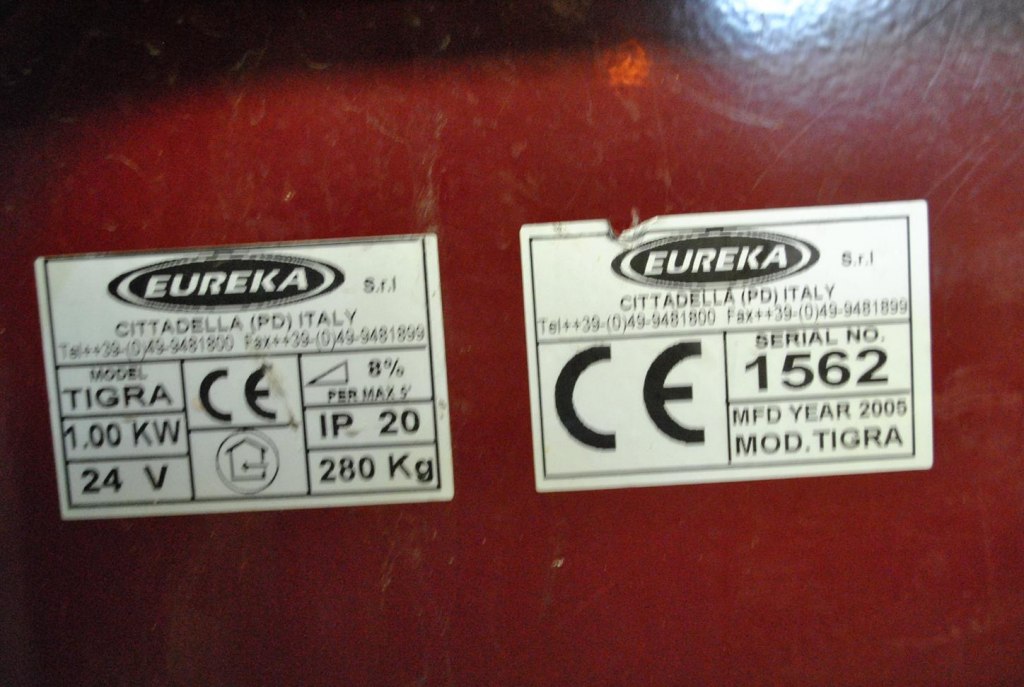 EUREKA S.r.l
CITTADELLA (PD) ITALY
Tel++39-(0)49-9481800 Fax++39-(0)49-9481899
MODEL
TIGRA
1.00 KW
24 V
CE
8%
PER MAX 5'
IP 20
280 Kg
EUREKA S.r.l
CITTADELLA (PD) ITALY
Tel++39-(0)49-9481800 Fax++39-(0)49-9481899
CE
SERIAL NO.
1562
MFD YEAR 2005
MOD. TIGRA